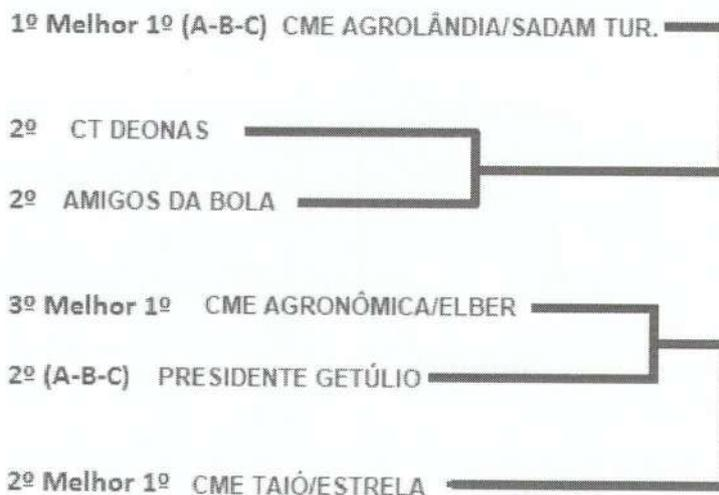 1º Melhor 1º (A-B-C) CME AGROLÂNDIA/SADAM TUR.
2º CT DEONAS
2º AMIGOS DA BOLA
3º Melhor 1º CME AGRONÔMICA/ELBER
2º (A-B-C) PRESIDENTE GETÚLIO
2º Melhor 1º CME TAIÓ/ESTRELA